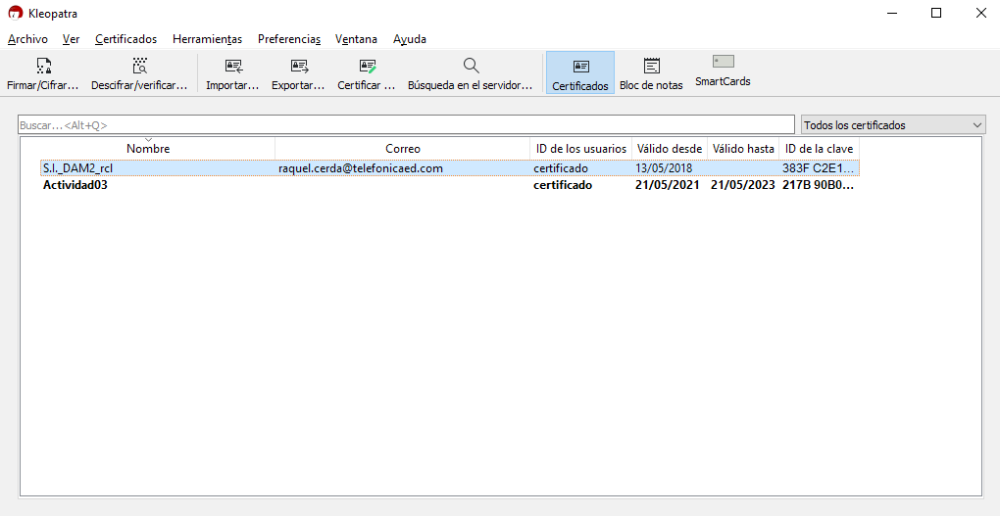 Kleopatra
Archivo Ver Certificados Herramientas Preferencias Ventana Ayuda
Firmar/Cifrar... Descifrar/verificar... Importar... Exportar... Certificar ... Búsqueda en el servidor... Certificados Bloc de notas SmartCards
Buscar...<Alt+Q> Todos los certificados
Nombre Correo ID de los usuarios Válido desde Válido hasta ID de la clave
S.I._DAM2_rcl raquel.cerda@telefonicaed.com certificado 13/05/2018 383F C2E1...
Actividad03 certificado 21/05/2021 21/05/2023 217B 90B0...